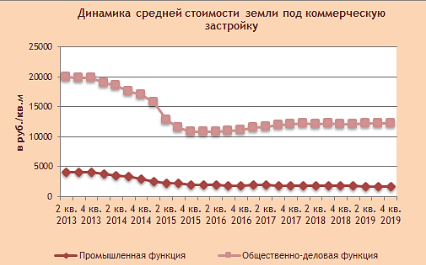 Динамика средней стоимости земли под коммерческую
застройку
в руб./кв.м
25000
20000
15000
10000
5000
0
2 кв. 4 кв. 2 кв. 4 кв. 2 кв. 4 кв. 2 кв. 4 кв. 2 кв. 4 кв. 2 кв. 4 кв. 2 кв. 4 кв.
2013 2013 2014 2014 2015 2015 2016 2016 2017 2017 2018 2018 2019 2019
Промышленная функция Общественно-деловая функция